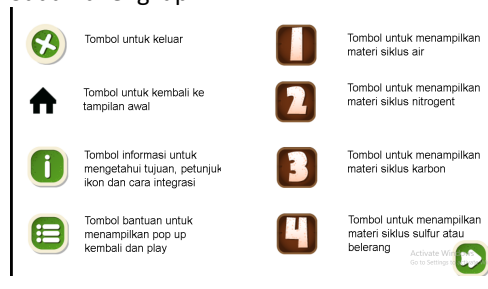 Tombol untuk keluar
Tombol untuk kembali ke
tampilan awal
Tombol informasi untuk
mengetahui tujuan, petunjuk
ikon dan cara integrasi
Tombol bantuan untuk
menampilkan pop up
kembali dan play
1
Tombol untuk menampilkan
materi siklus air
2
Tombol untuk menampilkan
materi siklus nitrogent
3
Tombol untuk menampilkan
materi siklus karbon
4
Tombol untuk menampilkan
materi siklus sulfur atau
belerang
Activate
Go to Settings